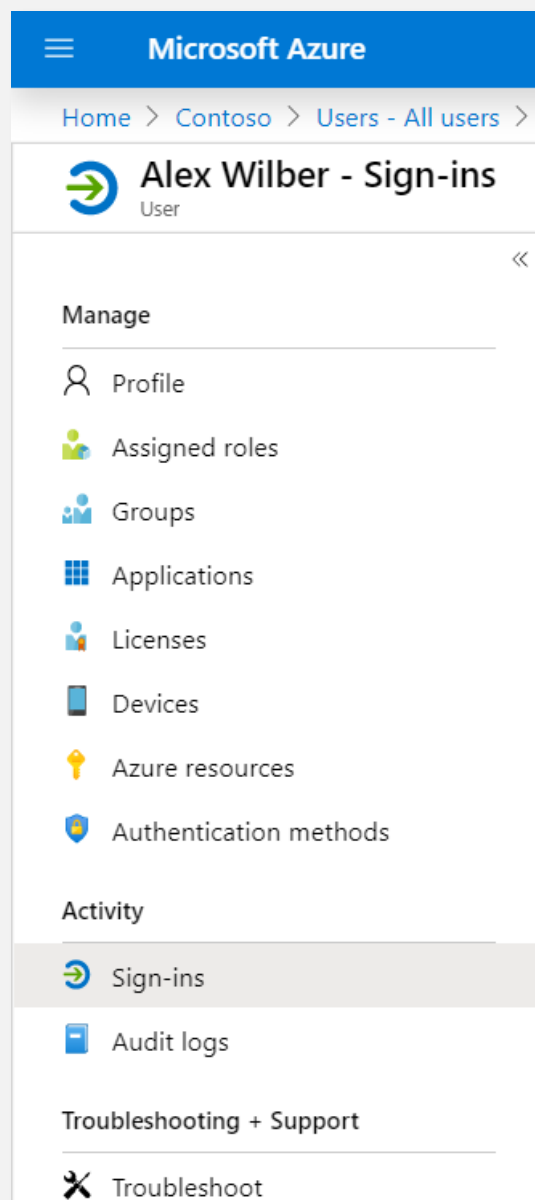 Microsoft Azure
Home > Contoso > Users - All users >
Alex Wilber - Sign-ins
User
«
Manage
Profile
Assigned roles
Groups
Applications
Licenses
Devices
Azure resources
Authentication methods
Activity
Sign-ins
Audit logs
Troubleshooting + Support
Troubleshoot